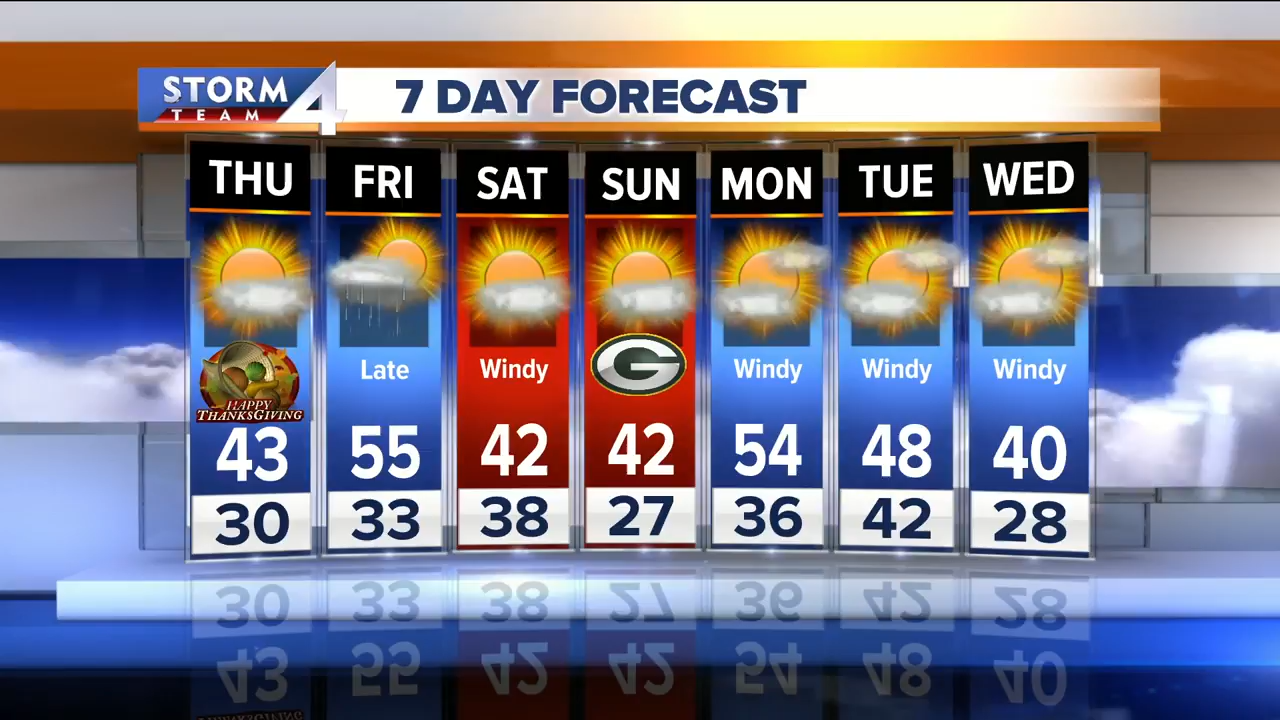 STORM
TEAM
4
7 DAY FORECAST
THU
FRI
SAT
SUN
MON
TUE
WED
HAPPY
THANKSGIVING
G
Late
Windy
Windy
Windy
Windy
43
55
42
42
54
48
40
30
33
38
27
36
42
28